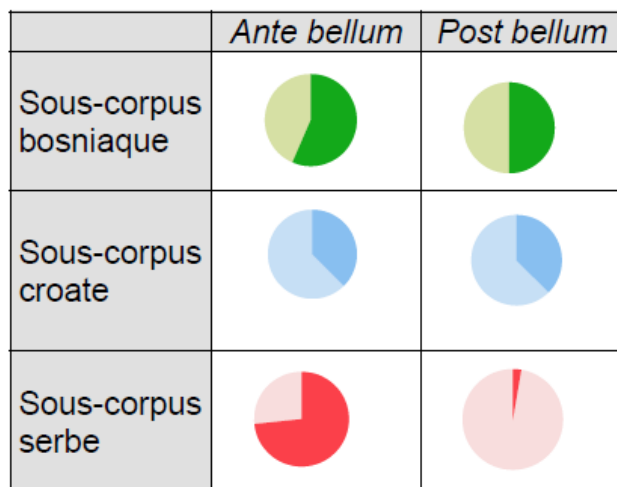 Ante bellum Post bellum
Sous-corpus
bosniaque
Sous-corpus
croate
Sous-corpus
serbe